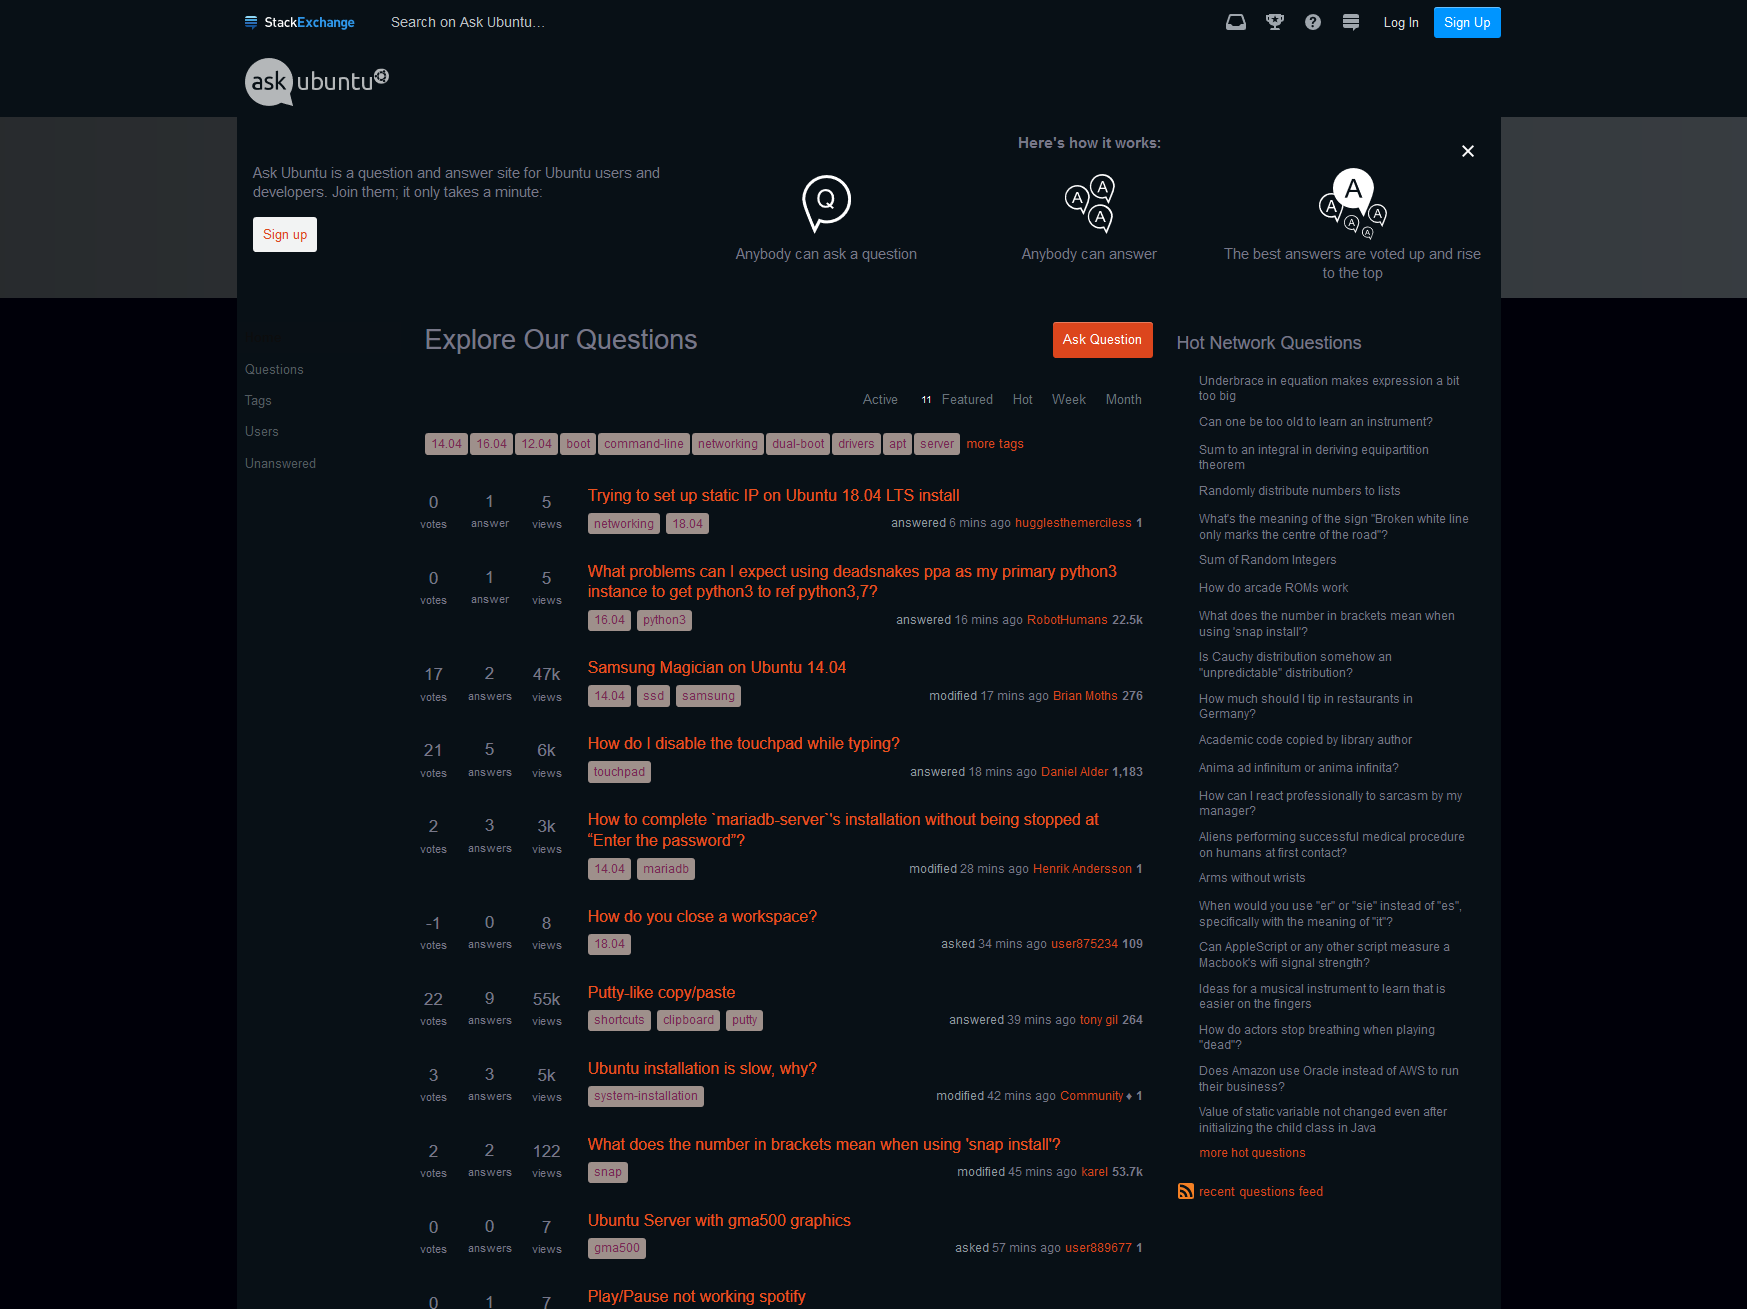 StackExchange
Search on Ask Ubuntu…
Log In
Sign Up
ask ubuntu
Here's how it works:
Ask Ubuntu is a question and answer site for Ubuntu users and
developers. Join them; it only takes a minute:
Sign up
Q
Anybody can ask a question
A
A
A
Anybody can answer
A
A
A
A
A
The best answers are voted up and rise
to the top
Questions
Tags
Users
Unanswered
Explore Our Questions
Ask Question
Active 11 Featured Hot Week Month
14.04 16.04 12.04 boot command-line networking dual-boot drivers apt server more tags
0 votes 1 answer 5 views
Trying to set up static IP on Ubuntu 18.04 LTS install
networking 18.04
answered 6 mins ago hugglesthemerciless 1
0 votes 1 answer 5 views
What problems can I expect using deadsnakes ppa as my primary python3
instance to get python3 to ref python3,7?
16.04 python3
answered 16 mins ago RobotHumans 22.5k
17 votes 2 answers 47k views
Samsung Magician on Ubuntu 14.04
14.04 ssd samsung
modified 17 mins ago Brian Moths 276
21 votes 5 answers 6k views
How do I disable the touchpad while typing?
touchpad
answered 18 mins ago Daniel Alder 1,183
2 votes 3 answers 3k views
How to complete `mariadb-server`'s installation without being stopped at
“Enter the password”?
14.04 mariadb
modified 28 mins ago Henrik Andersson 1
-1 votes 0 answers 8 views
How do you close a workspace?
18.04
asked 34 mins ago user875234 109
22 votes 9 answers 55k views
Putty-like copy/paste
shortcuts clipboard putty
answered 39 mins ago tony gil 264
3 votes 3 answers 5k views
Ubuntu installation is slow, why?
system-installation
modified 42 mins ago Community ♦ 1
2 votes 2 answers 122 views
What does the number in brackets mean when using 'snap install'?
snap
modified 45 mins ago karel 53.7k
0 votes 0 answers 7 views
Ubuntu Server with gma500 graphics
gma500
asked 57 mins ago user889677 1
0 1 7
Play/Pause not working spotify
Hot Network Questions
Underbrace in equation makes expression a bit
too big
Can one be too old to learn an instrument?
Sum to an integral in deriving equipartition
theorem
Randomly distribute numbers to lists
What's the meaning of the sign "Broken white line
only marks the centre of the road"?
Sum of Random Integers
How do arcade ROMs work
What does the number in brackets mean when
using 'snap install'?
Is Cauchy distribution somehow an
"unpredictable" distribution?
How much should I tip in restaurants in
Germany?
Academic code copied by library author
Anima ad infinitum or anima infinita?
How can I react professionally to sarcasm by my
manager?
Aliens performing successful medical procedure
on humans at first contact?
Arms without wrists
When would you use "er" or "sie" instead of "es",
specifically with the meaning of "it"?
Can AppleScript or any other script measure a
Macbook's wifi signal strength?
Ideas for a musical instrument to learn that is
easier on the fingers
How do actors stop breathing when playing
"dead"?
Does Amazon use Oracle instead of AWS to run
their business?
Value of static variable not changed even after
initializing the child class in Java
more hot questions
recent questions feed